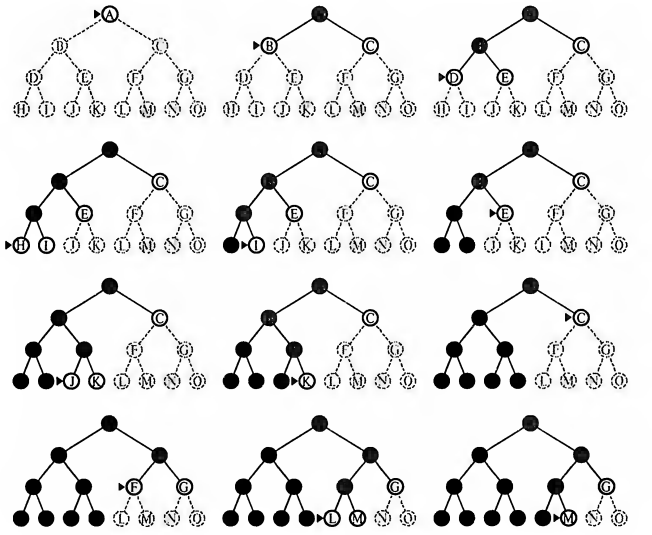 A
B C B C C
D E F G D E F G D E F G
H I J K L M N O H I J K L M N O H I J K L M N O
C C C
E F G E F G E F G
H I J K L M N O I J K L M N O J K L M N O
C C C
F G F G F G
J K L M N O K L M N O L M N O
F G G G
L M N O L M N O M N O